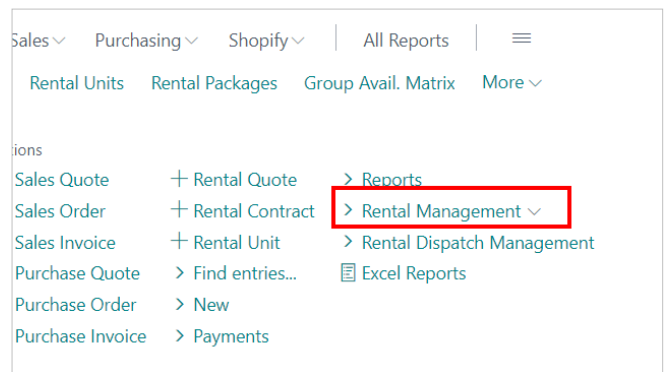 Sales Purchasing Shopify All Reports
Rental Units Rental Packages Group Avail. Matrix More
tions
Sales Quote + Rental Quote > Reports
Sales Order + Rental Contract > Rental Management
Sales Invoice + Rental Unit > Rental Dispatch Management
Purchase Quote > Find entries... Excel Reports
Purchase Order > New
Purchase Invoice > Payments